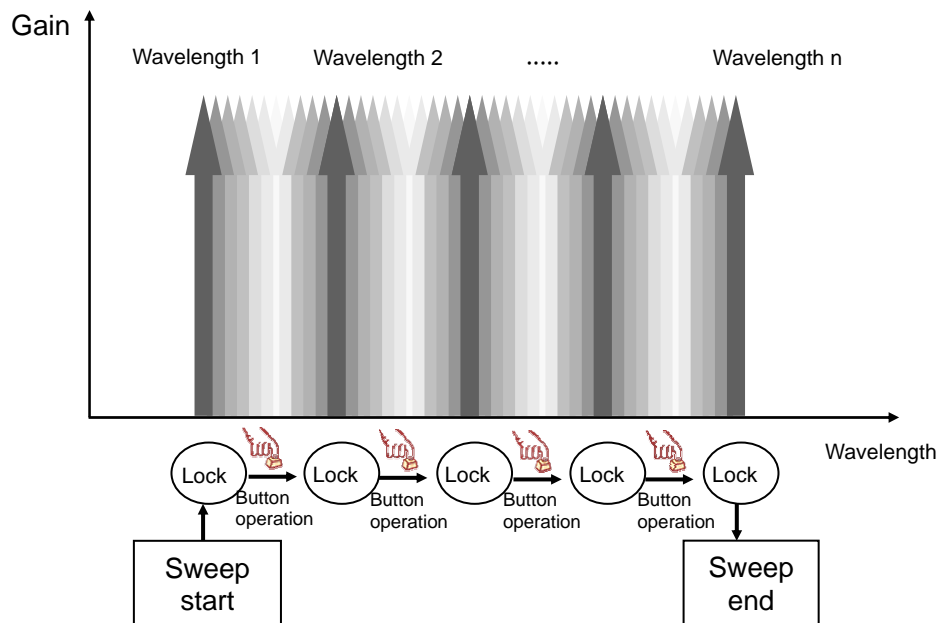 Gain
Wavelength 1
Wavelength 2
.....
Wavelength n
Wavelength
Lock
Lock
Lock
Lock
Lock
Button
operation
Button
operation
Button
operation
Button
operation
Sweep
start
Sweep
end